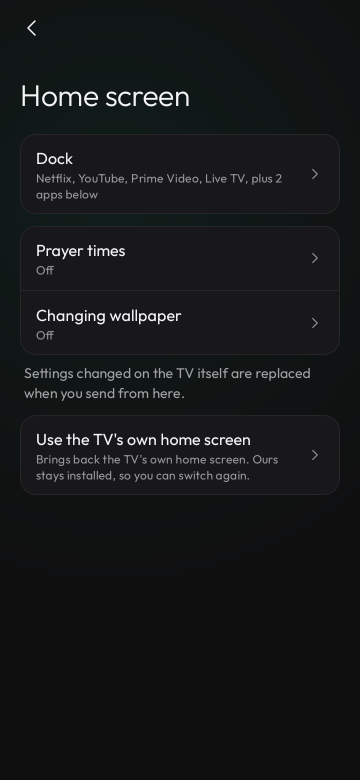 Home screen
Dock
Netflix, YouTube, Prime Video, Live TV, plus 2
apps below
Prayer times
Off
Changing wallpaper
Off
Settings changed on the TV itself are replaced
when you send from here.
Use the TV's own home screen
Brings back the TV's own home screen. Ours
stays installed, so you can switch again.